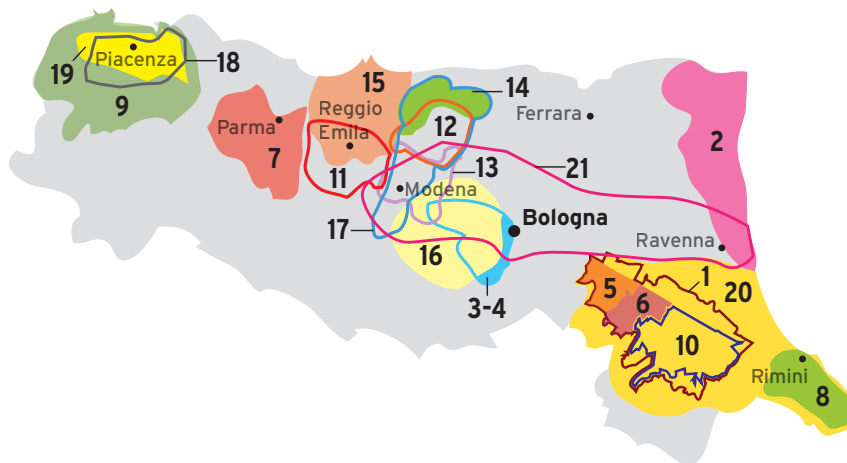 Piacenza
19
18
9
15
Reggio
Emila
14
Parma
7
12
Ferrara
2
11
13
21
Modena
17
16
Bologna
Ravenna
3-4
1
20
5
6
10
Rimini
8